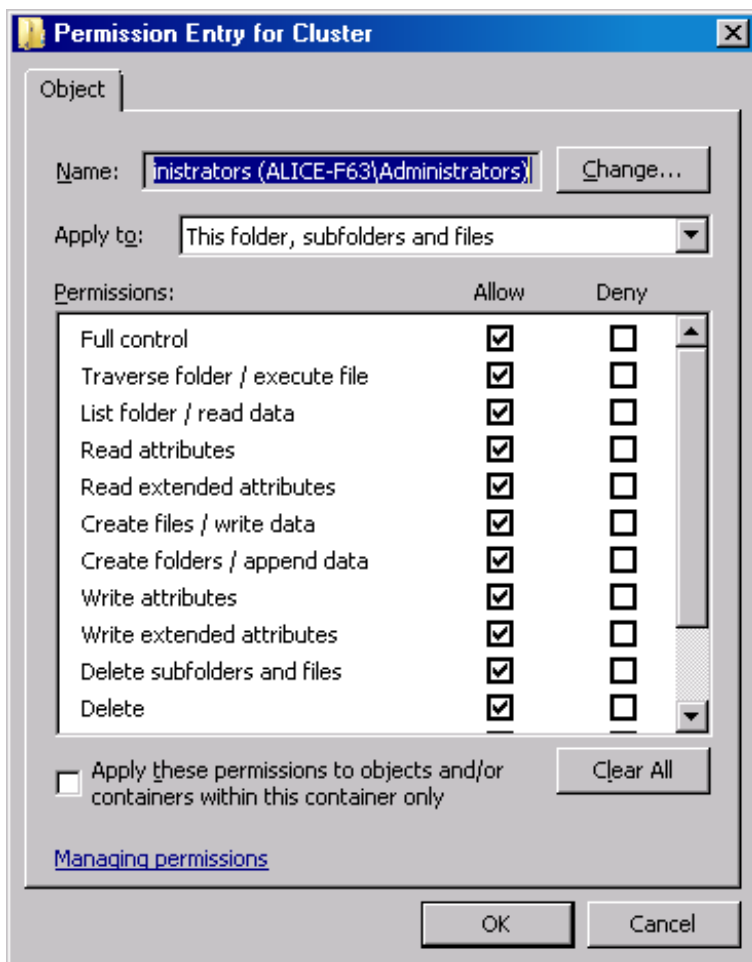 Permission Entry for Cluster
Object
Name: inistrators (ALICE-F63\Administrators) Change...
Apply to: This folder, subfolders and files
Permissions: Allow Deny
Full control
Traverse folder / execute file
List folder / read data
Read attributes
Read extended attributes
Create files / write data
Create folders / append data
Write attributes
Write extended attributes
Delete subfolders and files
Delete
Apply these permissions to objects and/or Clear All
containers within this container only
Managing permissions
OK Cancel